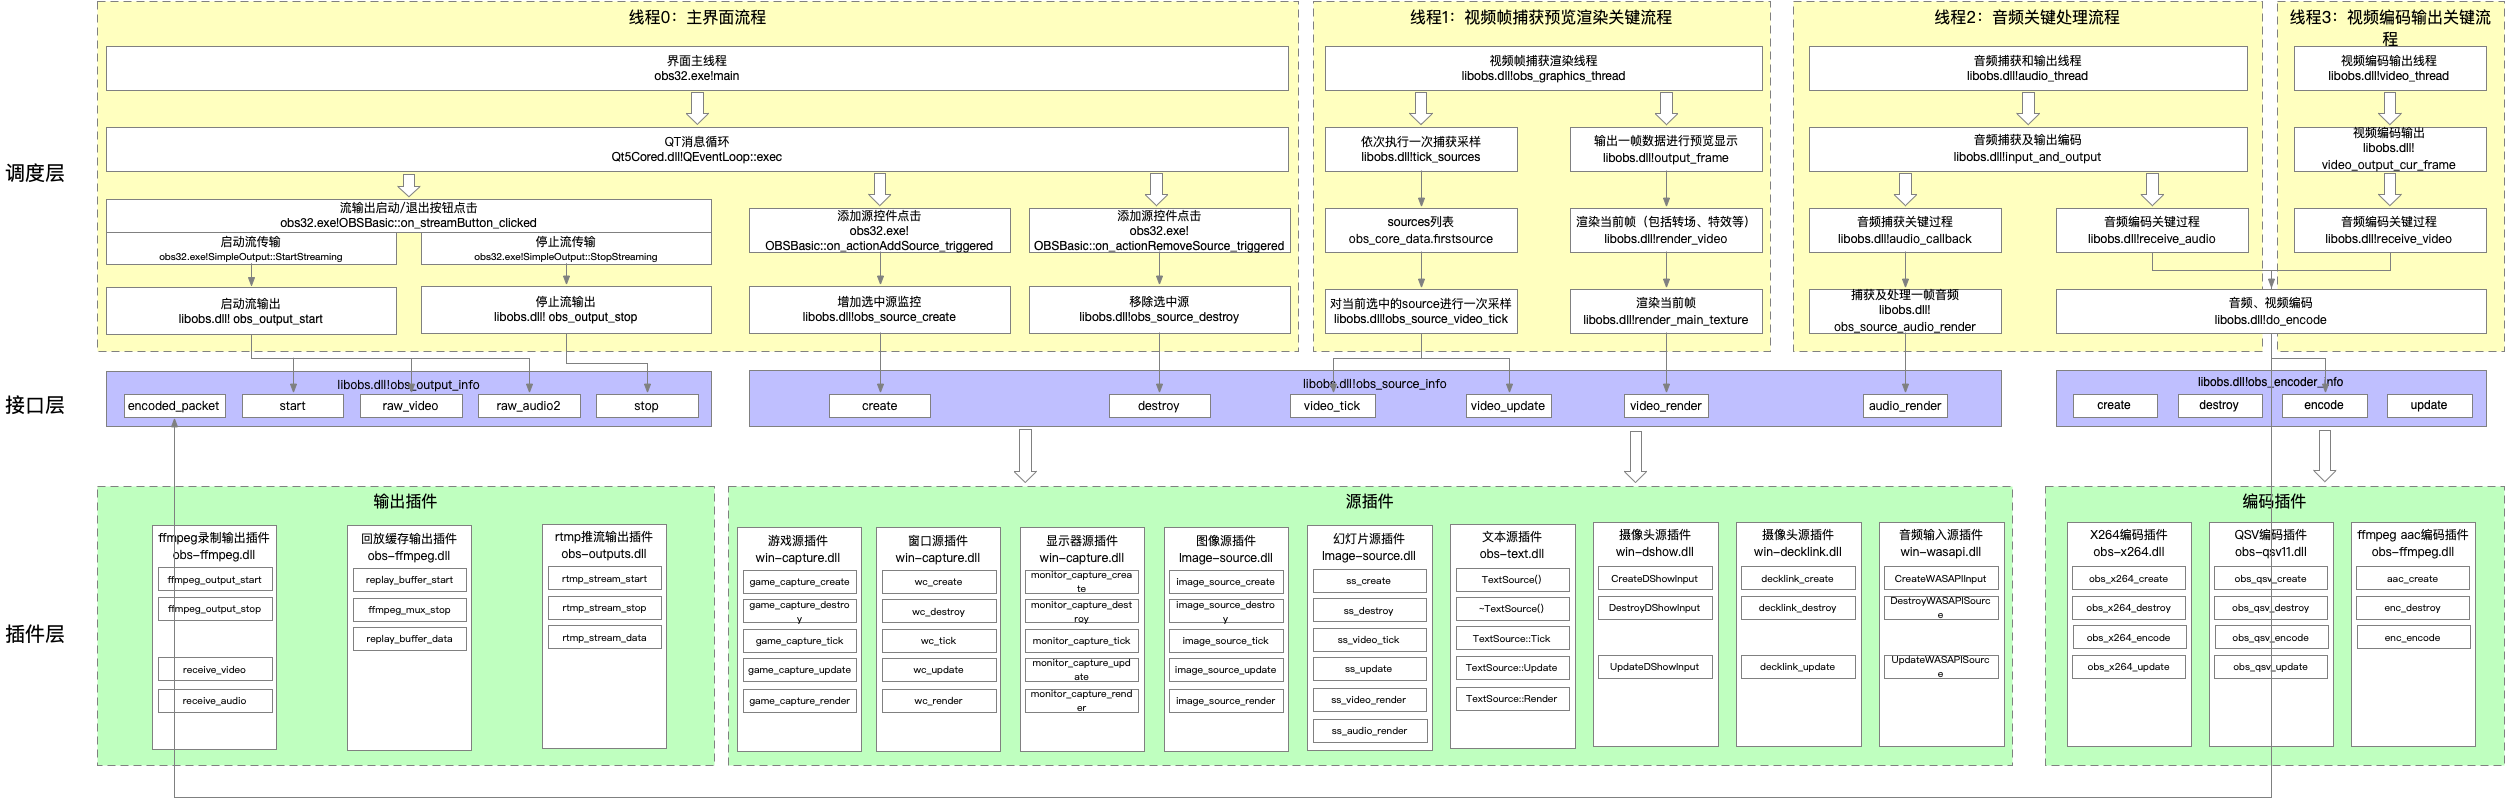 线程0：主界面流程
界面主线程
obs32.exe!main
QT消息循环
Qt5Cored.dll!QEventLoop::exec
流输出启动/退出按钮点击
obs32.exe!OBSBasic::on_streamButton_clicked
启动流传输
obs32.exe!SimpleOutput::StartStreaming
停止流传输
obs32.exe!SimpleOutput::StopStreaming
启动流输出
libobs.dll! obs_output_start
停止流输出
libobs.dll! obs_output_stop
添加源控件点击
obs32.exe!
OBSBasic::on_actionAddSource_triggered
增加选中源监控
libobs.dll!obs_source_create
添加源控件点击
obs32.exe!
OBSBasic::on_actionRemoveSource_triggered
移除选中源
libobs.dll!obs_source_destroy
线程1：视频帧捕获预览渲染关键流程
视频帧捕获渲染线程
libobs.dll!obs_graphics_thread
依次执行一次捕获采样
libobs.dll!tick_sources
sources列表
obs_core_data.firstsource
对当前选中的source进行一次采样
libobs.dll!obs_source_video_tick
输出一帧数据进行预览显示
libobs.dll!output_frame
渲染当前帧（包括转场、特效等）
libobs.dll!render_video
渲染当前帧
libobs.dll!render_main_texture
线程2：音频关键处理流程
音频捕获和输出线程
libobs.dll!audio_thread
音频捕获及输出编码
libobs.dll!input_and_output
音频捕获关键过程
libobs.dll!audio_callback
捕获及处理一帧音频
libobs.dll!
obs_source_audio_render
音频编码关键过程
libobs.dll!receive_audio
线程3：视频编码输出关键流
程
视频编码输出线程
libobs.dll!video_thread
视频编码输出
libobs.dll!
video_output_cur_frame
音频编码关键过程
libobs.dll!receive_video
音频、视频编码
libobs.dll!do_encode
调度层
接口层
libobs.dll!obs_output_info
encoded_packet
start
raw_video
raw_audio2
stop
libobs.dll!obs_source_info
create
destroy
video_tick
video_update
video_render
audio_render
libobs.dll!obs_encoder_info
create
destroy
encode
update
插件层
输出插件
ffmpeg录制输出插件
obs-ffmpeg.dll
ffmpeg_output_start
ffmpeg_output_stop
receive_video
receive_audio
回放缓存输出插件
obs-ffmpeg.dll
replay_buffer_start
ffmpeg_mux_stop
replay_buffer_data
rtmp推流输出插件
obs-outputs.dll
rtmp_stream_start
rtmp_stream_stop
rtmp_stream_data
源插件
游戏源插件
win-capture.dll
game_capture_create
game_capture_destro
y
game_capture_tick
game_capture_update
game_capture_render
窗口源插件
win-capture.dll
wc_create
wc_destroy
wc_tick
wc_update
wc_render
显示器源插件
win-capture.dll
monitor_capture_crea
te
monitor_capture_dest
roy
monitor_capture_tick
monitor_capture_upd
ate
monitor_capture_rend
er
图像源插件
Image-source.dll
image_source_create
image_source_destro
y
image_source_tick
image_source_update
image_source_render
幻灯片源插件
Image-source.dll
ss_create
ss_destroy
ss_video_tick
ss_update
ss_video_render
ss_audio_render
文本源插件
obs-text.dll
TextSource()
~TextSource()
TextSource::Tick
TextSource::Update
TextSource::Render
摄像头源插件
win-dshow.dll
CreateDShowInput
DestroyDShowInput
UpdateDShowInput
摄像头源插件
win-decklink.dll
decklink_create
decklink_destroy
decklink_update
音频输入源插件
win-wasapi.dll
CreateWASAPIInput
DestroyWASAPISourc
e
UpdateWASAPISourc
e
编码插件
X264编码插件
obs-x264.dll
obs_x264_create
obs_x264_destroy
obs_x264_encode
obs_x264_update
QSV编码插件
obs-qsv11.dll
obs_qsv_create
obs_qsv_destroy
obs_qsv_encode
obs_qsv_update
ffmpeg aac编码插件
obs-ffmpeg.dll
aac_create
enc_destroy
enc_encode